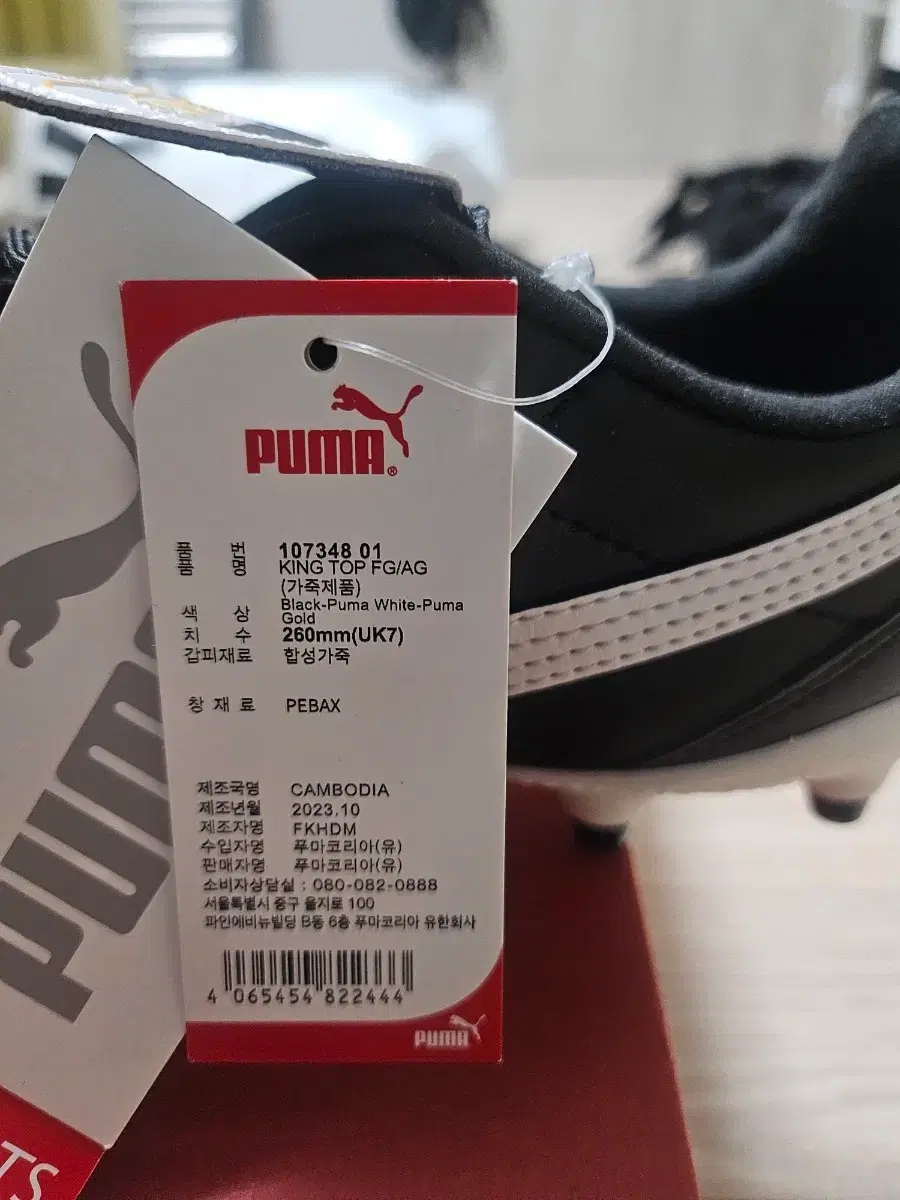 PUMA
TS
PUMA®
품 번 107348 01
품 명 KING TOP FG/AG
(가죽제품)
색 상 Black-Puma White-Puma
Gold
치 수 260mm(UK7)
갑피재료 합성가죽
창 재 료 PEBAX
제조국명 CAMBODIA
제조년월 2023.10
제조자명 FKHDM
수입자명 푸마코리아(유)
판매자명 푸마코리아(유)
소비자상담실 : 080-082-0888
서울특별시 중구 을지로 100
파인에비뉴빌딩 B동 6층 푸마코리아 유한회사
4 065454 822444
PUMA